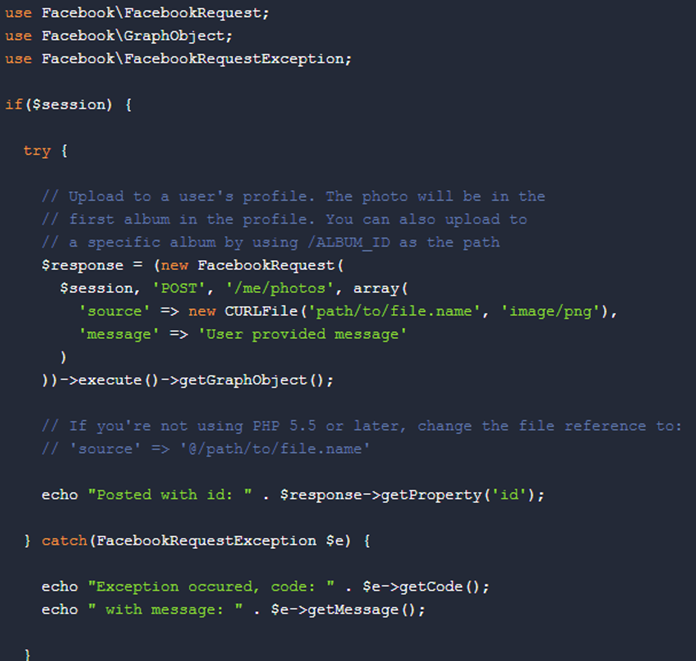 use Facebook\FacebookRequest;
use Facebook\GraphObject;
use Facebook\FacebookRequestException;
if($session) {
try {
// Upload to a user's profile. The photo will be in the
// first album in the profile. You can also upload to
// a specific album by using /ALBUM_ID as the path
$response = (new FacebookRequest(
$session, 'POST', '/me/photos', array(
'source' => new CURLFile('path/to/file.name', 'image/png'),
'message' => 'User provided message'
)
))->execute()->getGraphObject();
// If you're not using PHP 5.5 or later, change the file reference to:
// 'source' => '@/path/to/file.name'
echo "Posted with id: " . $response->getProperty('id');
} catch(FacebookRequestException $e) {
echo "Exception occured, code: " . $e->getCode();
echo " with message: " . $e->getMessage();
}